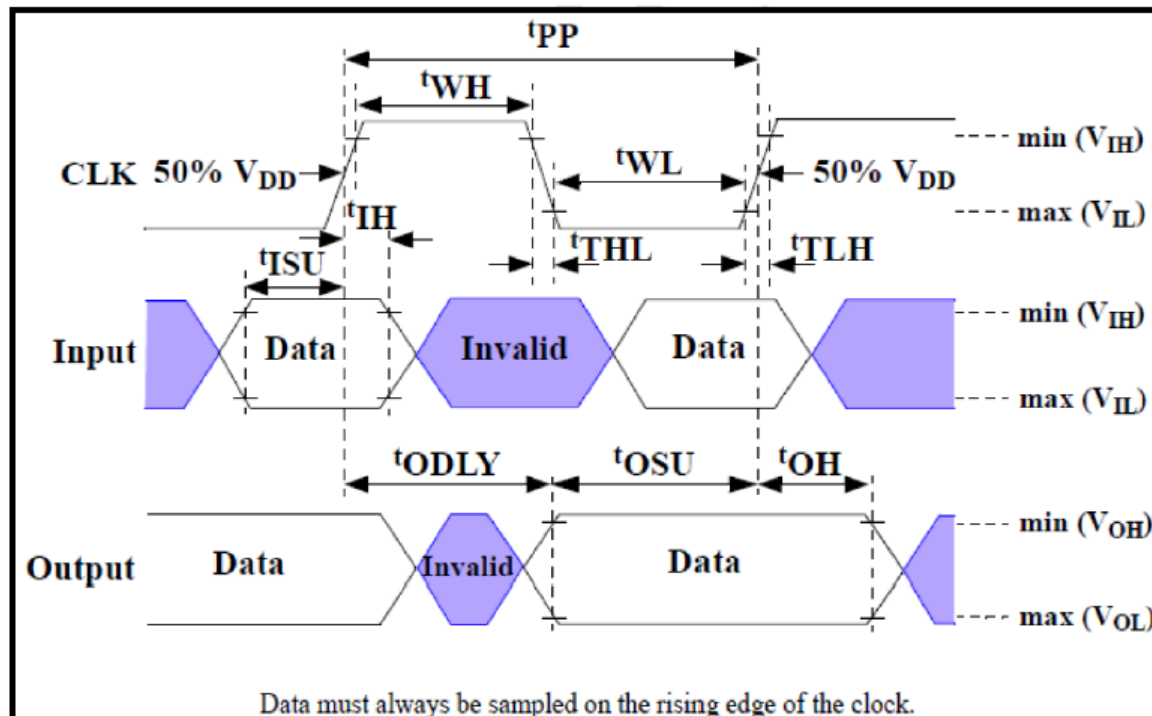 tPP
tWH
min (VIH)
CLK 50% VDD
tWL
50% VDD
tIH
max (VIL)
tISU
tTHL
tTLH
min (VIH)
Input
Data
Invalid
Data
max (VIL)
tODLY
tOSU
tOH
min (VOH)
Output
Data
Invalid
Data
max (VOL)
Data must always be sampled on the rising edge of the clock.